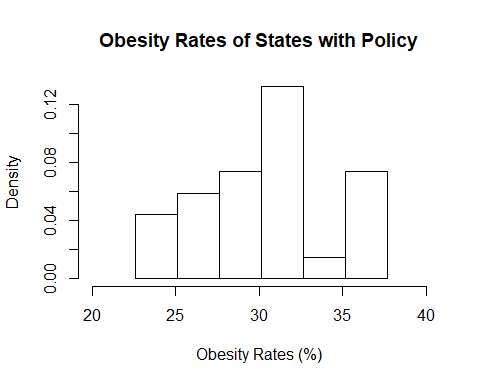 Obesity Rates of States with Policy
Density
0.12
0.08
0.04
0.00
20 25 30 35 40
Obesity Rates (%)